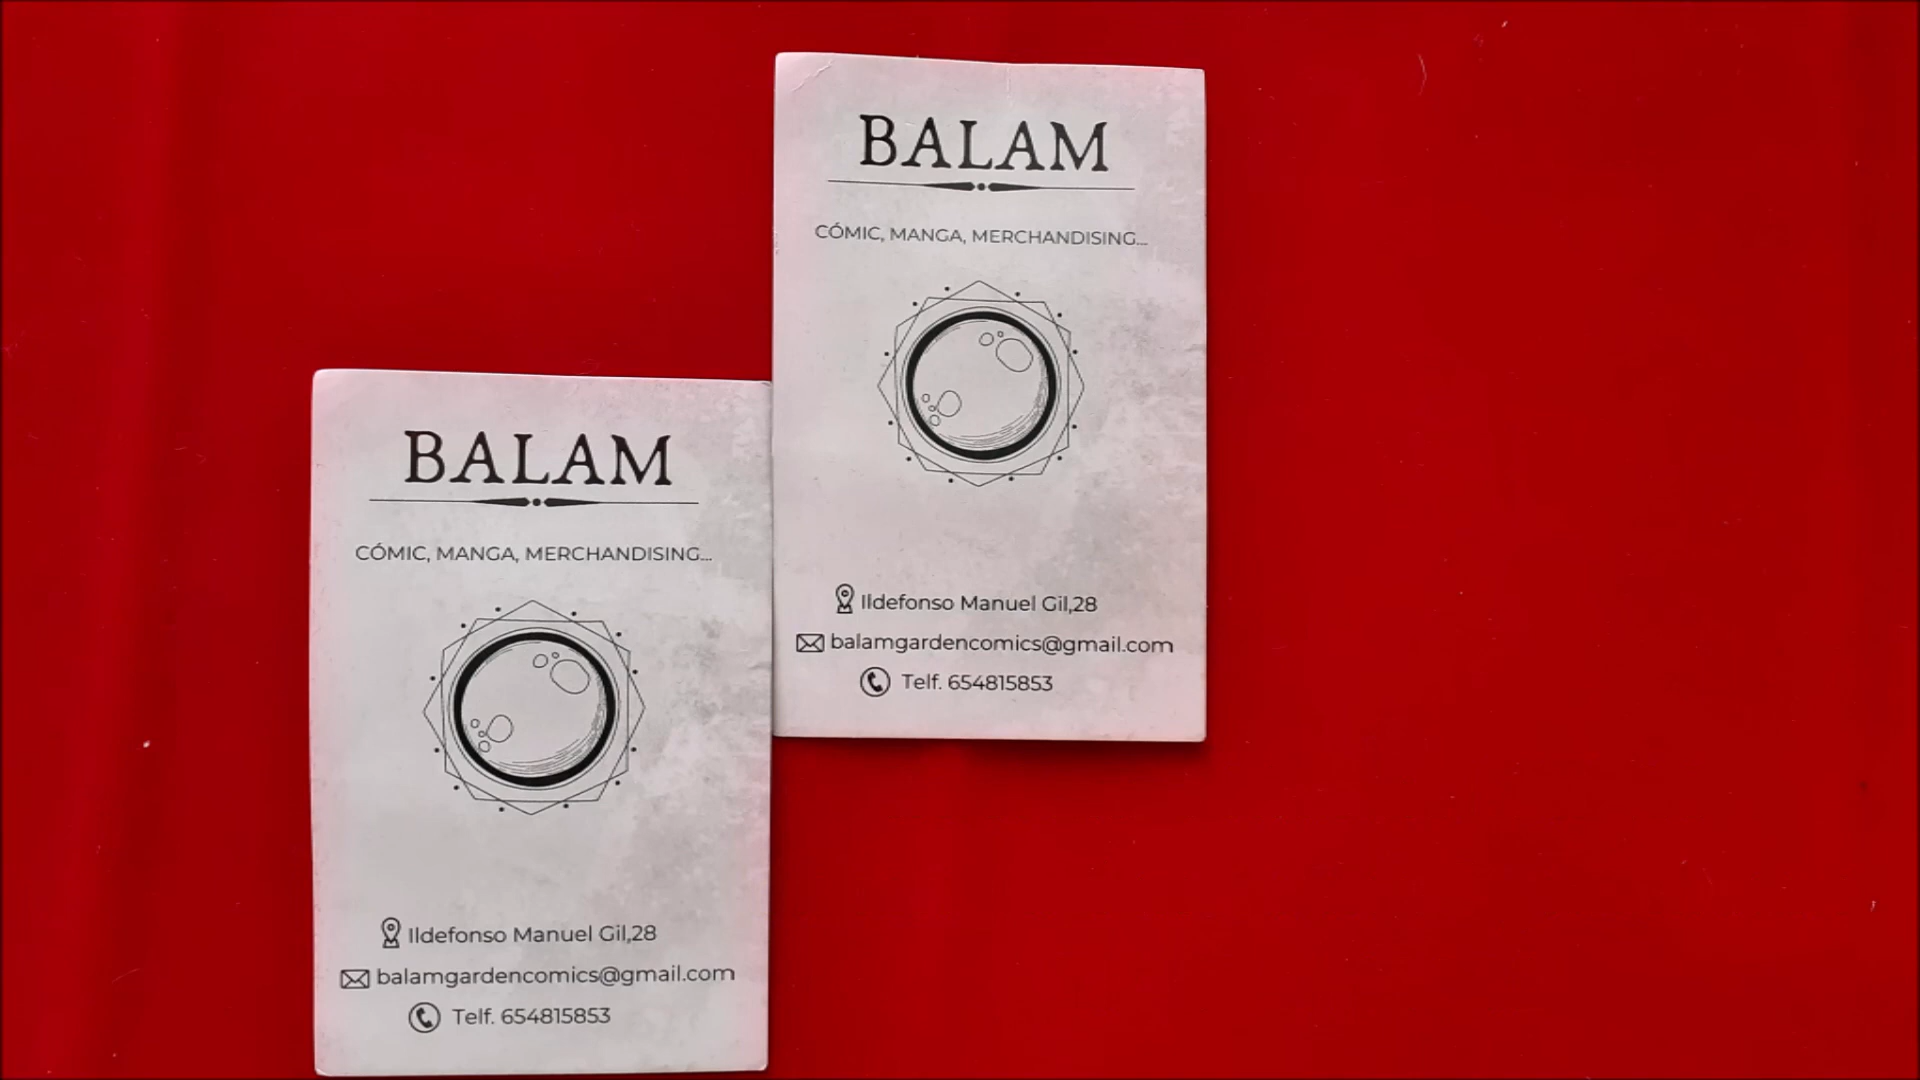 BALAM
CÓMIC, MANGA, MERCHANDISING...
Ildefonso Manuel Gil,28
balamgardencomics@gmail.com
Telf. 654815853
BALAM
CÓMIC, MANGA, MERCHANDISING...
Ildefonso Manuel Gil,28
balamgardencomics@gmail.com
Telf. 654815853